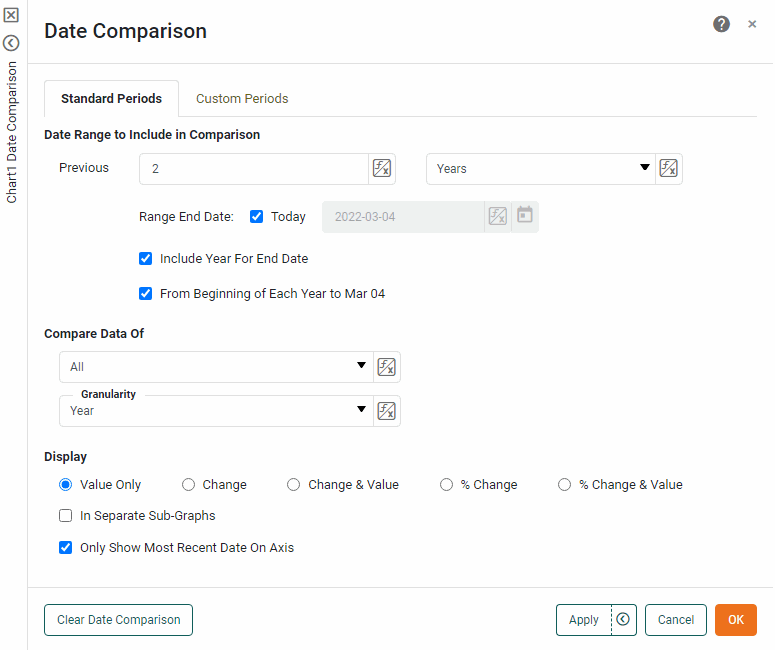 Chart1 Date Comparison
Date Comparison
Standard Periods Custom Periods
Date Range to Include in Comparison
Previous 2 Years
Range End Date: Today 2022-03-04
Include Year For End Date
From Beginning of Each Year to Mar 04
Compare Data Of
All
Granularity
Year
Display
Value Only Change Change & Value % Change % Change & Value
In Separate Sub-Graphs
Only Show Most Recent Date On Axis
Clear Date Comparison Apply Cancel OK